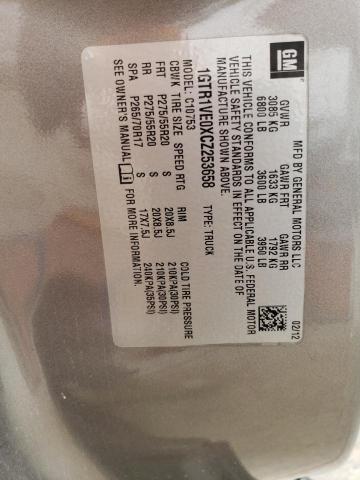 GM
MFD BY GENERAL MOTORS LLC
02/12
GVWR GAWR FRT GAWR RR
3085 KG 1633 KG 1792 KG
6800 LB 3600 LB 3950 LB
THIS VEHICLE CONFORMS TO ALL APPLICABLE U.S. FEDERAL MOTOR
VEHICLE SAFETY STANDARDS IN EFFECT ON THE DATE OF
MANUFACTURE SHOWN ABOVE.
1GTR1VEDXCZ253658 TYPE: TRUCK
MODEL: C10753
CBWK TIRE SIZE SPEED RTG RIM COLD TIRE PRESSURE
FRT P275/55R20 S 20X8.5J 210KPA(30PSI)
RR P275/55R20 S 20X8.5J 210KPA(30PSI)
SPA P265/70R17 S 17X7.5J 240KPA(35PSI)
SEE OWNER'S MANUAL FOR MORE INFORMATION.